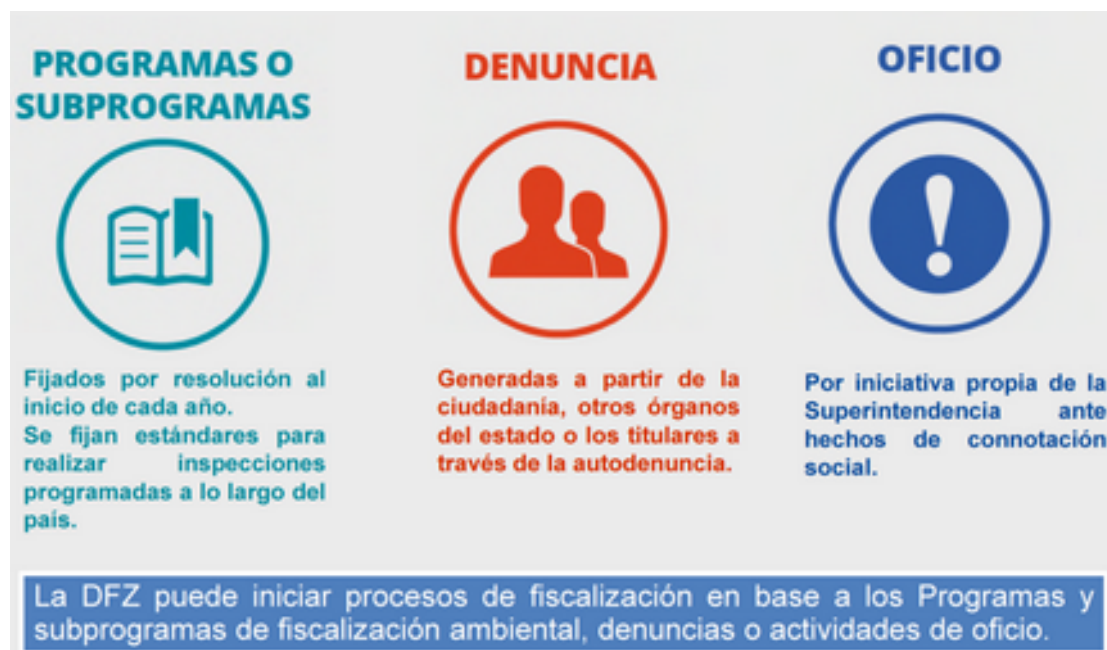 PROGRAMAS O
SUBPROGRAMAS
Fijados por resolución al
inicio de cada año.
Se fijan estándares para
realizar inspecciones
programadas a lo largo del
país.
DENUNCIA
Generadas a partir de la
ciudadanía, otros órganos
del estado o los titulares a
través de la autodenuncia.
OFICIO
Por iniciativa propia de la
Superintendencia ante
hechos de connotación
social.
La DFZ puede iniciar procesos de fiscalización en base a los Programas y
subprogramas de fiscalización ambiental, denuncias o actividades de oficio.